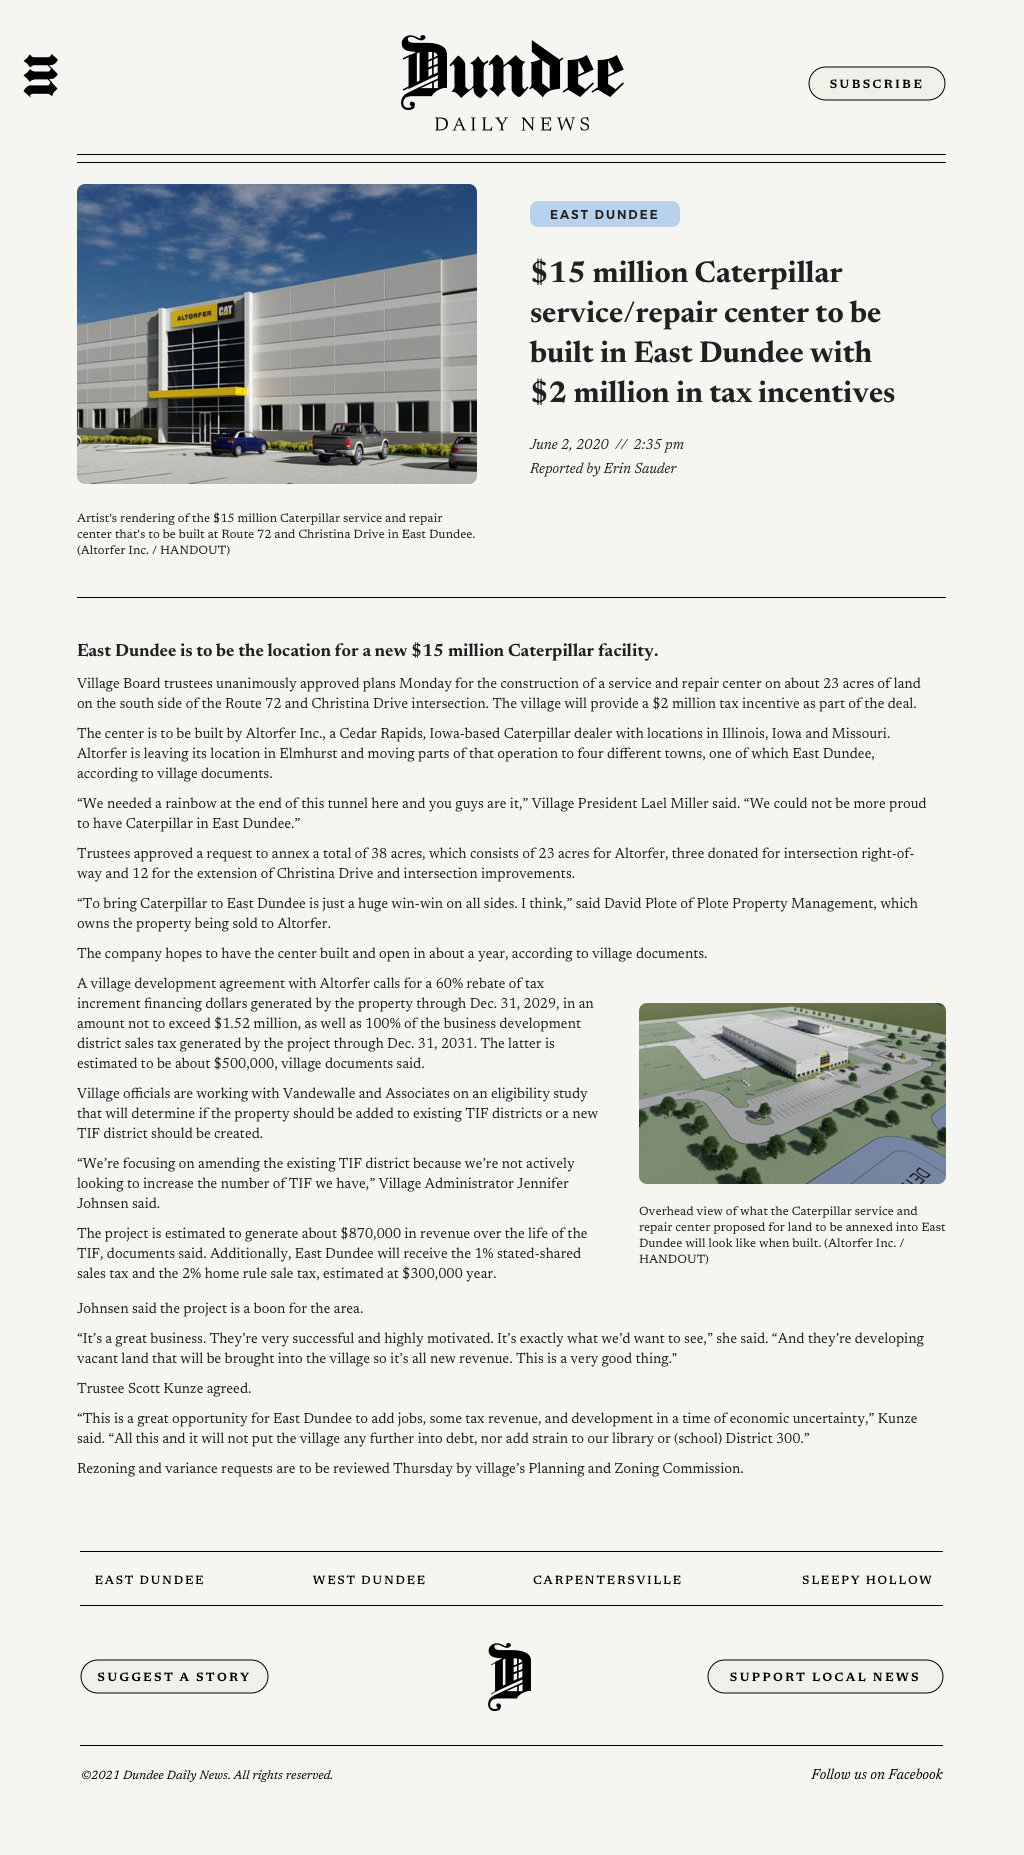 Dundee
DAILY NEWS
SUBSCRIBE
ALTORFER CAT
EAST DUNDEE
$15 million Caterpillar
service/repair center to be
built in East Dundee with
$2 million in tax incentives
June 2, 2020 // 2:35 pm
Reported by Erin Sauder
Artist's rendering of the $15 million Caterpillar service and repair
center that's to be built at Route 72 and Christina Drive in East Dundee.
(Altorfer Inc. / HANDOUT)
East Dundee is to be the location for a new $15 million Caterpillar facility.
Village Board trustees unanimously approved plans Monday for the construction of a service and repair center on about 23 acres of land
on the south side of the Route 72 and Christina Drive intersection. The village will provide a $2 million tax incentive as part of the deal.
The center is to be built by Altorfer Inc., a Cedar Rapids, Iowa-based Caterpillar dealer with locations in Illinois, Iowa and Missouri.
Altorfer is leaving its location in Elmhurst and moving parts of that operation to four different towns, one of which East Dundee,
according to village documents.
“We needed a rainbow at the end of this tunnel here and you guys are it,” Village President Lael Miller said. “We could not be more proud
to have Caterpillar in East Dundee.”
Trustees approved a request to annex a total of 38 acres, which consists of 23 acres for Altorfer, three donated for intersection right-of-
way and 12 for the extension of Christina Drive and intersection improvements.
“To bring Caterpillar to East Dundee is just a huge win-win on all sides. I think,” said David Plote of Plote Property Management, which
owns the property being sold to Altorfer.
The company hopes to have the center built and open in about a year, according to village documents.
A village development agreement with Altorfer calls for a 60% rebate of tax
increment financing dollars generated by the property through Dec. 31, 2029, in an
amount not to exceed $1.52 million, as well as 100% of the business development
district sales tax generated by the project through Dec. 31, 2031. The latter is
estimated to be about $500,000, village documents said.
Village officials are working with Vandewalle and Associates on an eligibility study
that will determine if the property should be added to existing TIF districts or a new
TIF district should be created.
“We’re focusing on amending the existing TIF district because we’re not actively
looking to increase the number of TIF we have,” Village Administrator Jennifer
Johnsen said.
The project is estimated to generate about $870,000 in revenue over the life of the
TIF, documents said. Additionally, East Dundee will receive the 1% stated-shared
sales tax and the 2% home rule sale tax, estimated at $300,000 year.
Overhead view of what the Caterpillar service and
repair center proposed for land to be annexed into East
Dundee will look like when built. (Altorfer Inc. /
HANDOUT)
Johnsen said the project is a boon for the area.
“It’s a great business. They’re very successful and highly motivated. It’s exactly what we’d want to see,” she said. “And they’re developing
vacant land that will be brought into the village so it’s all new revenue. This is a very good thing."
Trustee Scott Kunze agreed.
“This is a great opportunity for East Dundee to add jobs, some tax revenue, and development in a time of economic uncertainty,” Kunze
said. “All this and it will not put the village any further into debt, nor add strain to our library or (school) District 300.”
Rezoning and variance requests are to be reviewed Thursday by village’s Planning and Zoning Commission.
EAST DUNDEE WEST DUNDEE CARPENTERSVILLE SLEEPY HOLLOW
SUGGEST A STORY D SUPPORT LOCAL NEWS
©2021 Dundee Daily News. All rights reserved. Follow us on Facebook